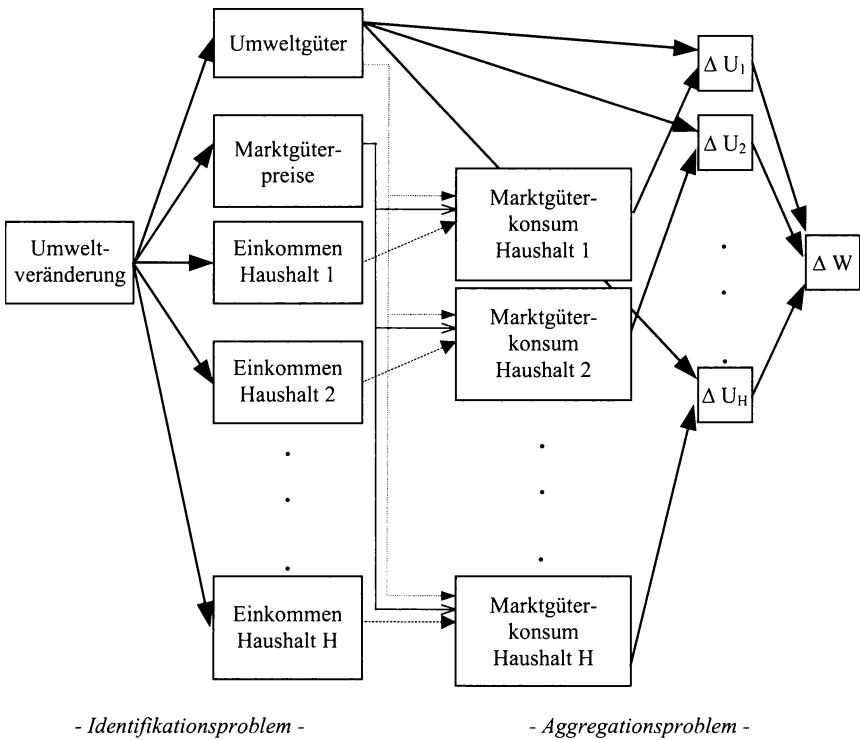 Umweltgüter
Marktgüter-
preise
Umwelt-
veränderung
Einkommen
Haushalt 1
Einkommen
Haushalt 2
Einkommen
Haushalt H
Marktgüter-
konsum
Haushalt 1
Marktgüter-
konsum
Haushalt 2
Marktgüter-
konsum
Haushalt H
Δ U₁
Δ U₂
Δ U_H
Δ W
- Identifikationsproblem -
- Aggregationsproblem -